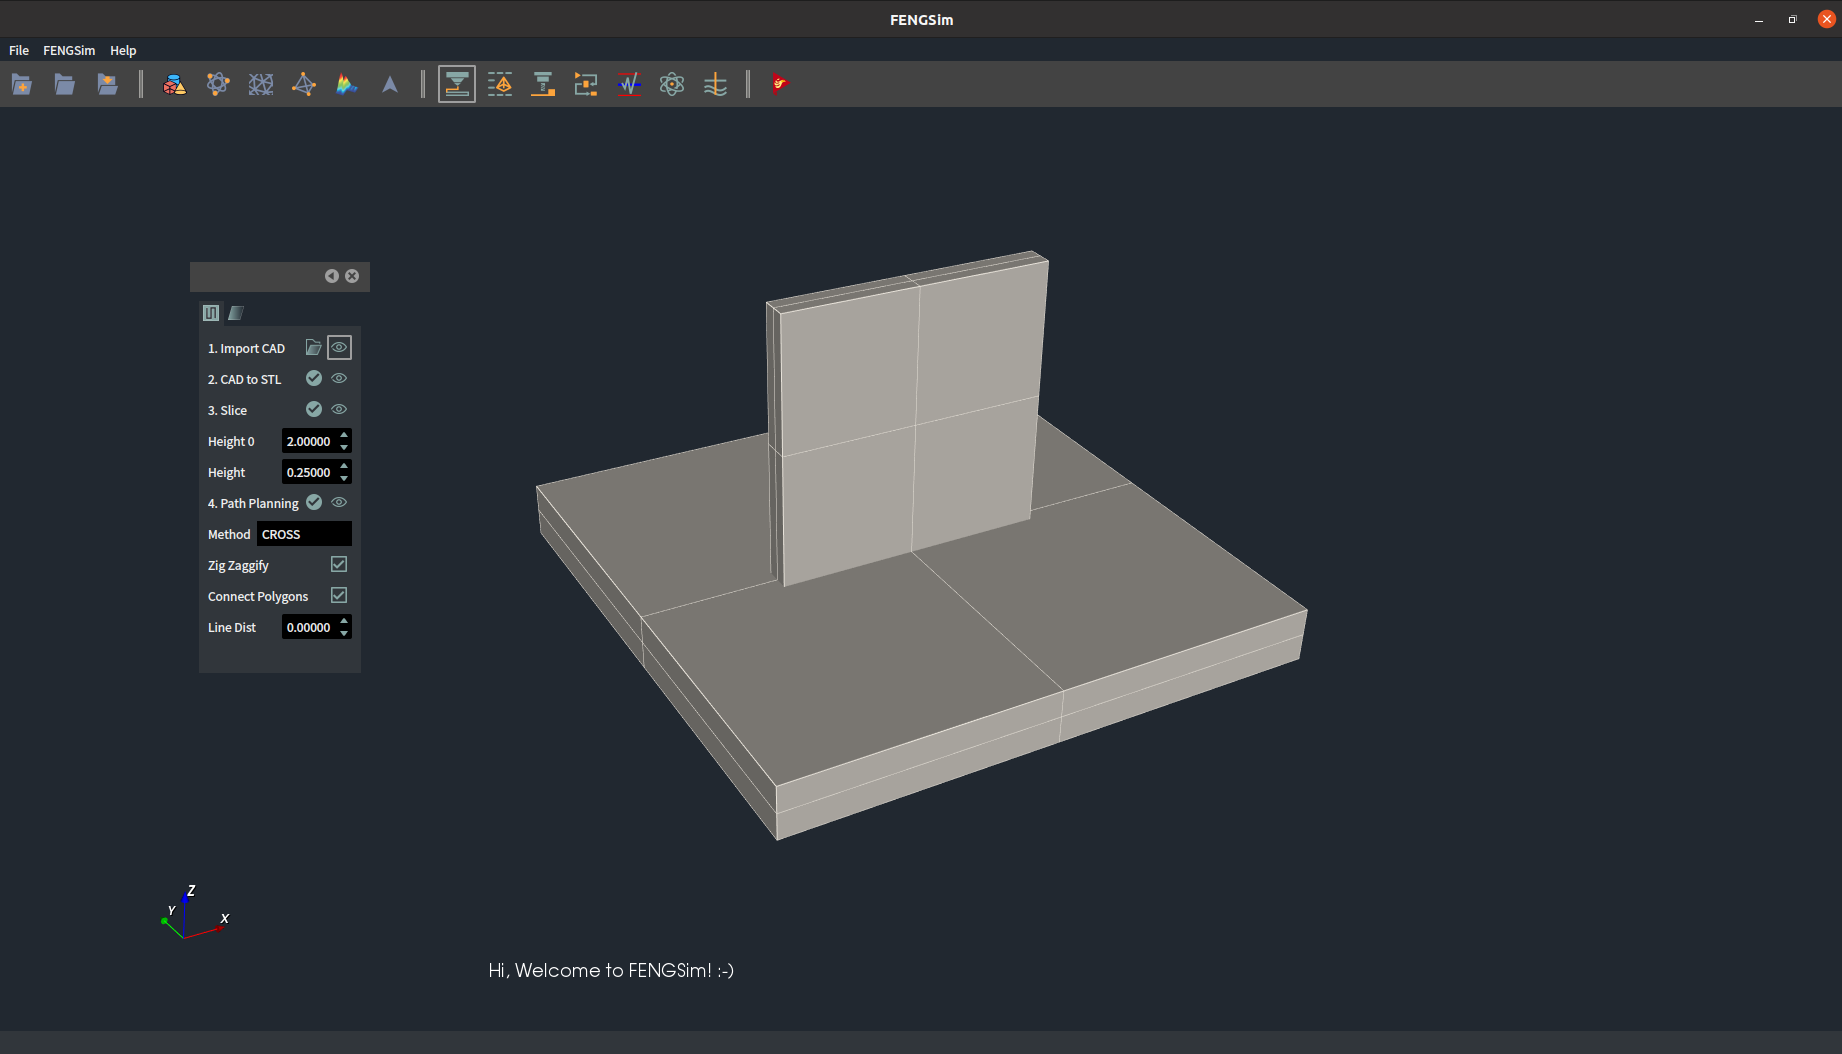 FENGSim
File FENGSim Help
1. Import CAD
2. CAD to STL
3. Slice
Height 0 2.00000
Height 0.25000
4. Path Planning
Method CROSS
Zig Zaggify
Connect Polygons
Line Dist 0.00000
Z
Y
X
Hi, Welcome to FENGSim! :-)